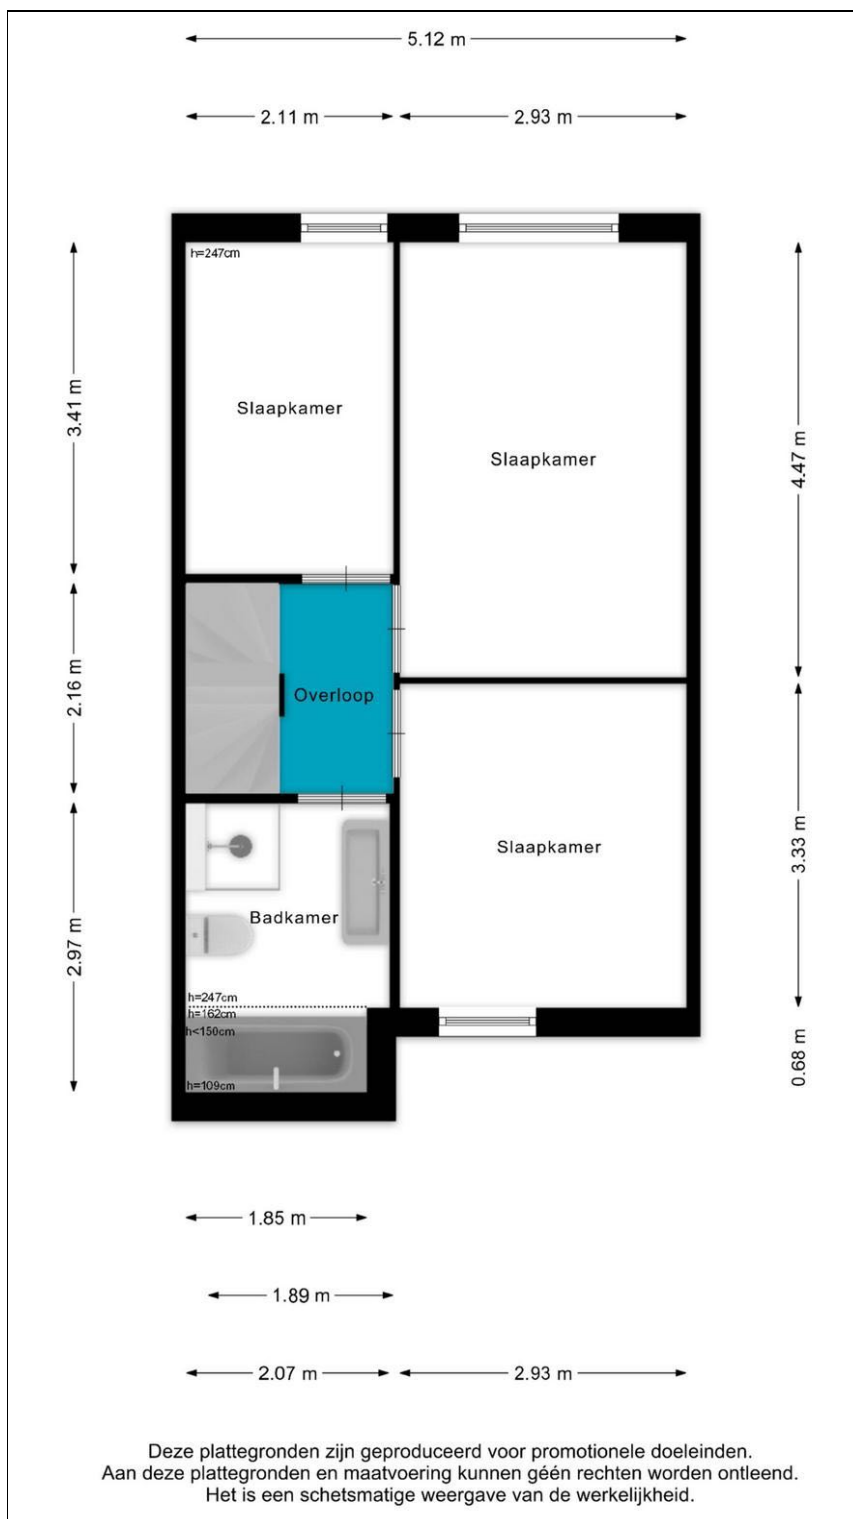 5.12 m
2.11 m
2.93 m
h=247cm
3.41 m
Slaapkamer
Slaapkamer
4.47 m
2.16 m
Overloop
Slaapkamer
3.33 m
Badkamer
2.97 m
h=247cm
h=162cm
h<150cm
h=109cm
0.68 m
1.85 m
1.89 m
2.07 m
2.93 m
Deze plattegronden zijn geproduceerd voor promotionele doeleinden.
Aan deze plattegronden en maatvoering kunnen géén rechten worden ontleend.
Het is een schetsmatige weergave van de werkelijkheid.